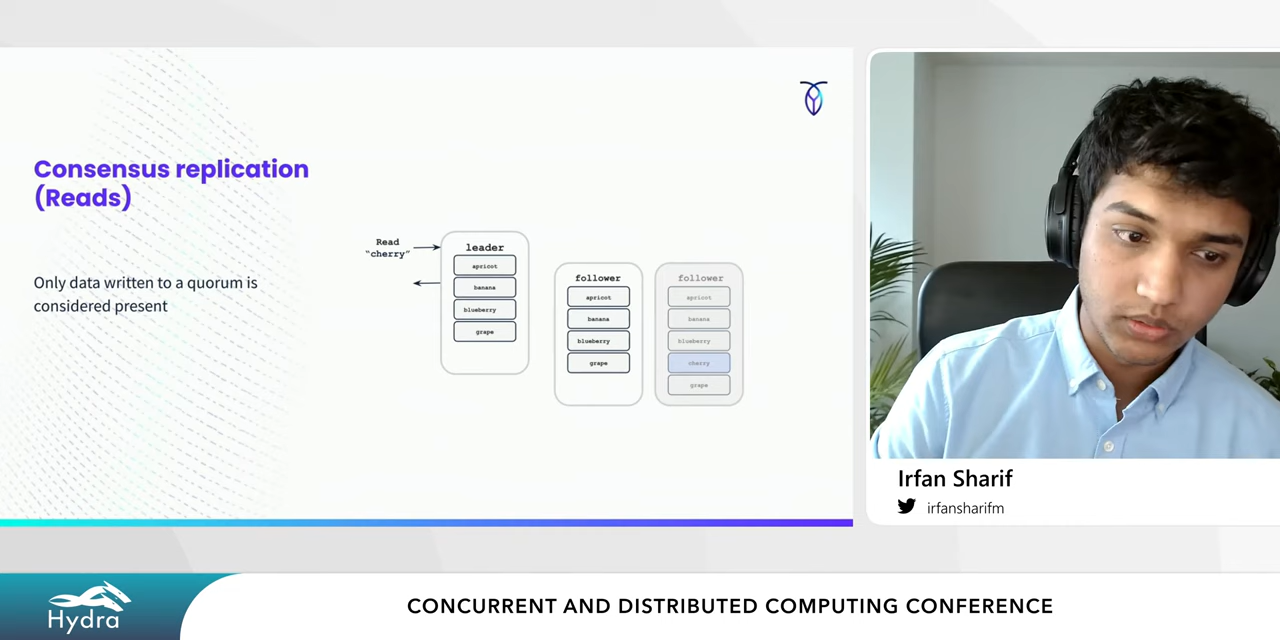 Consensus replication
(Reads)
Only data written to a quorum is
considered present
Read
“cherry”
leader
apricot
banana
blueberry
grape
follower
apricot
banana
blueberry
grape
follower
apricot
banana
blueberry
cherry
grape
Irfan Sharif
irfansharifm
Hydra
CONCURRENT AND DISTRIBUTED COMPUTING CONFERENCE